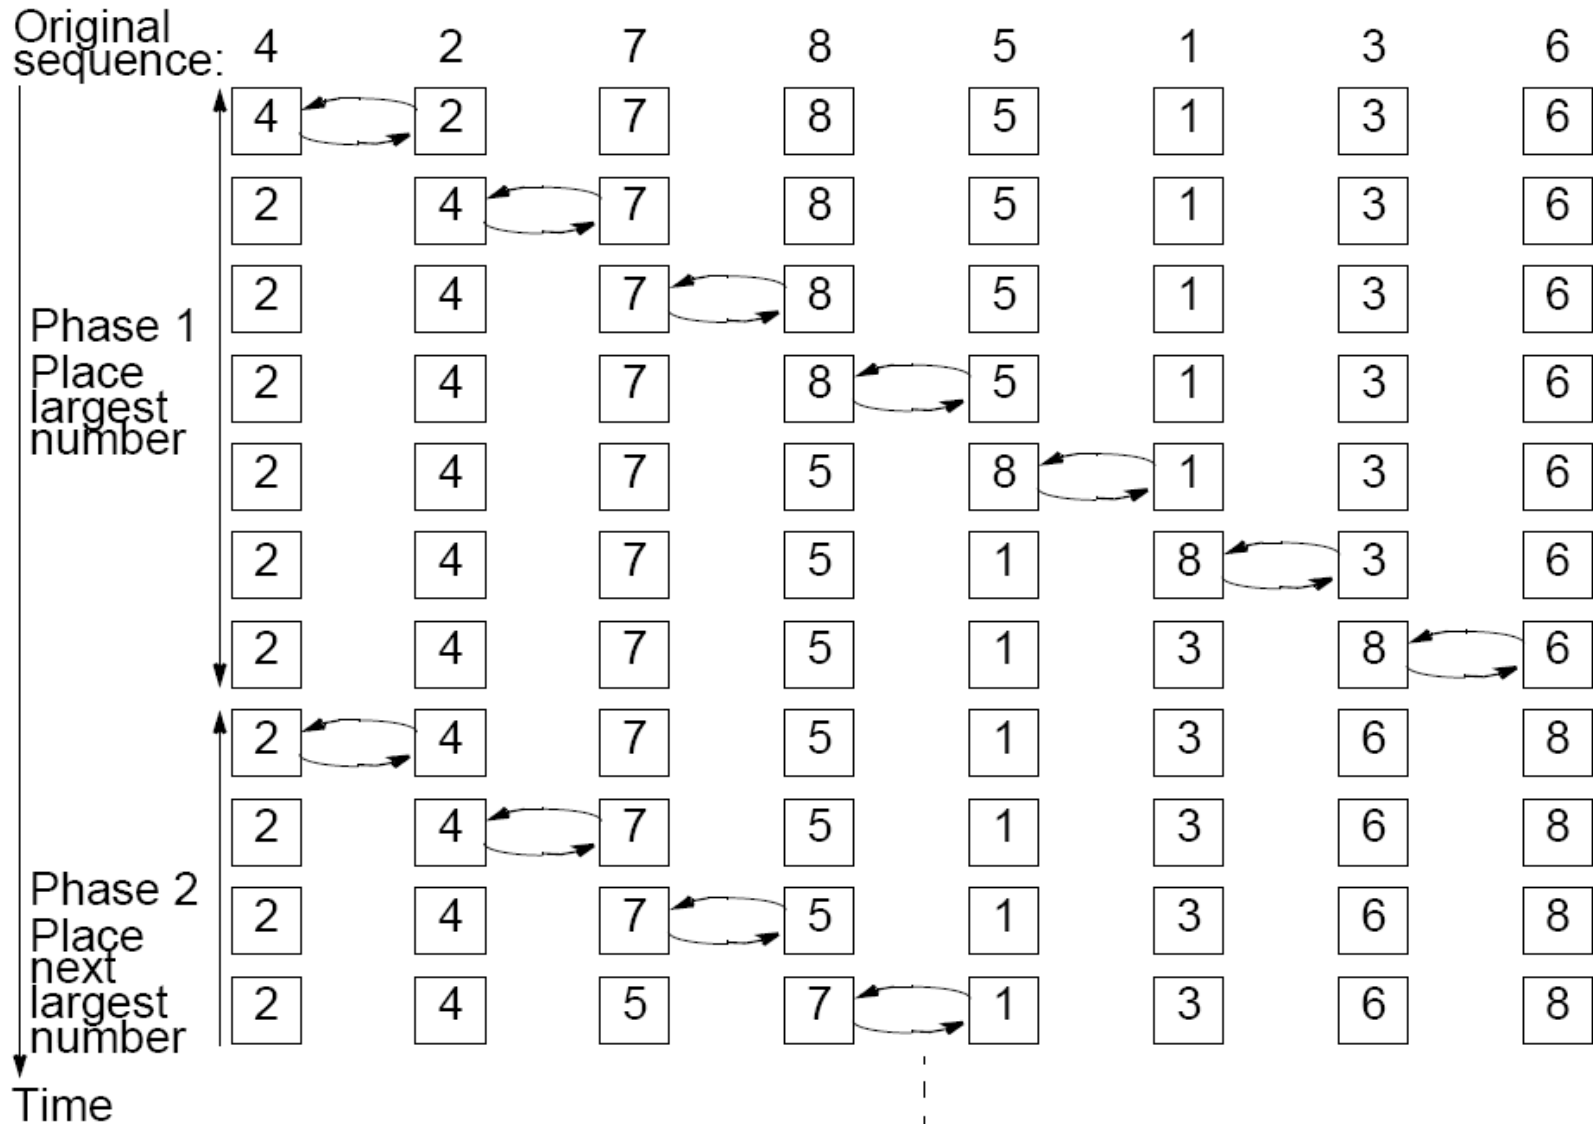 Original
sequence: 4 2 7 8 5 1 3 6
4 2 7 8 5 1 3 6
2 4 7 8 5 1 3 6
2 4 7 8 5 1 3 6
Phase 1
Place
largest
number
2 4 7 8 5 1 3 6
2 4 7 5 8 1 3 6
2 4 7 5 1 8 3 6
2 4 7 5 1 3 8 6
2 4 7 5 1 3 6 8
2 4 7 5 1 3 6 8
Phase 2
Place
next
largest
number
2 4 7 5 1 3 6 8
2 4 5 7 1 3 6 8
Time